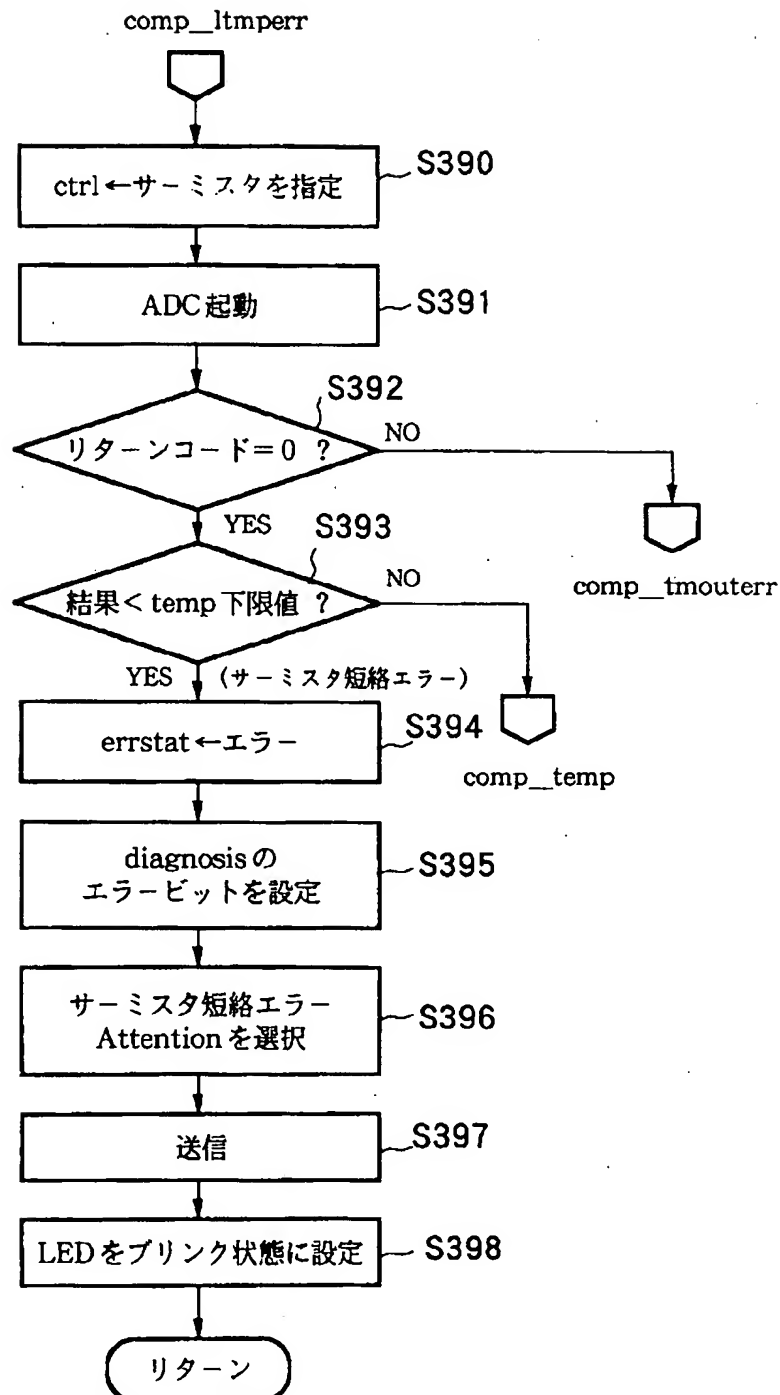 comp__ltmperr
ctrl←サーミスタを指定
S390
ADC起動
S391
S392
リターンコード=0 ?
NO
YES
comp__tmouterr
S393
結果<temp下限値 ?
NO
YES (サーミスタ短絡エラー)
comp__temp
errstat←エラー
S394
diagnosisの
エラービットを設定
S395
サーミスタ短絡エラー
Attentionを選択
S396
送信
S397
LEDをブリンク状態に設定
S398
リターン